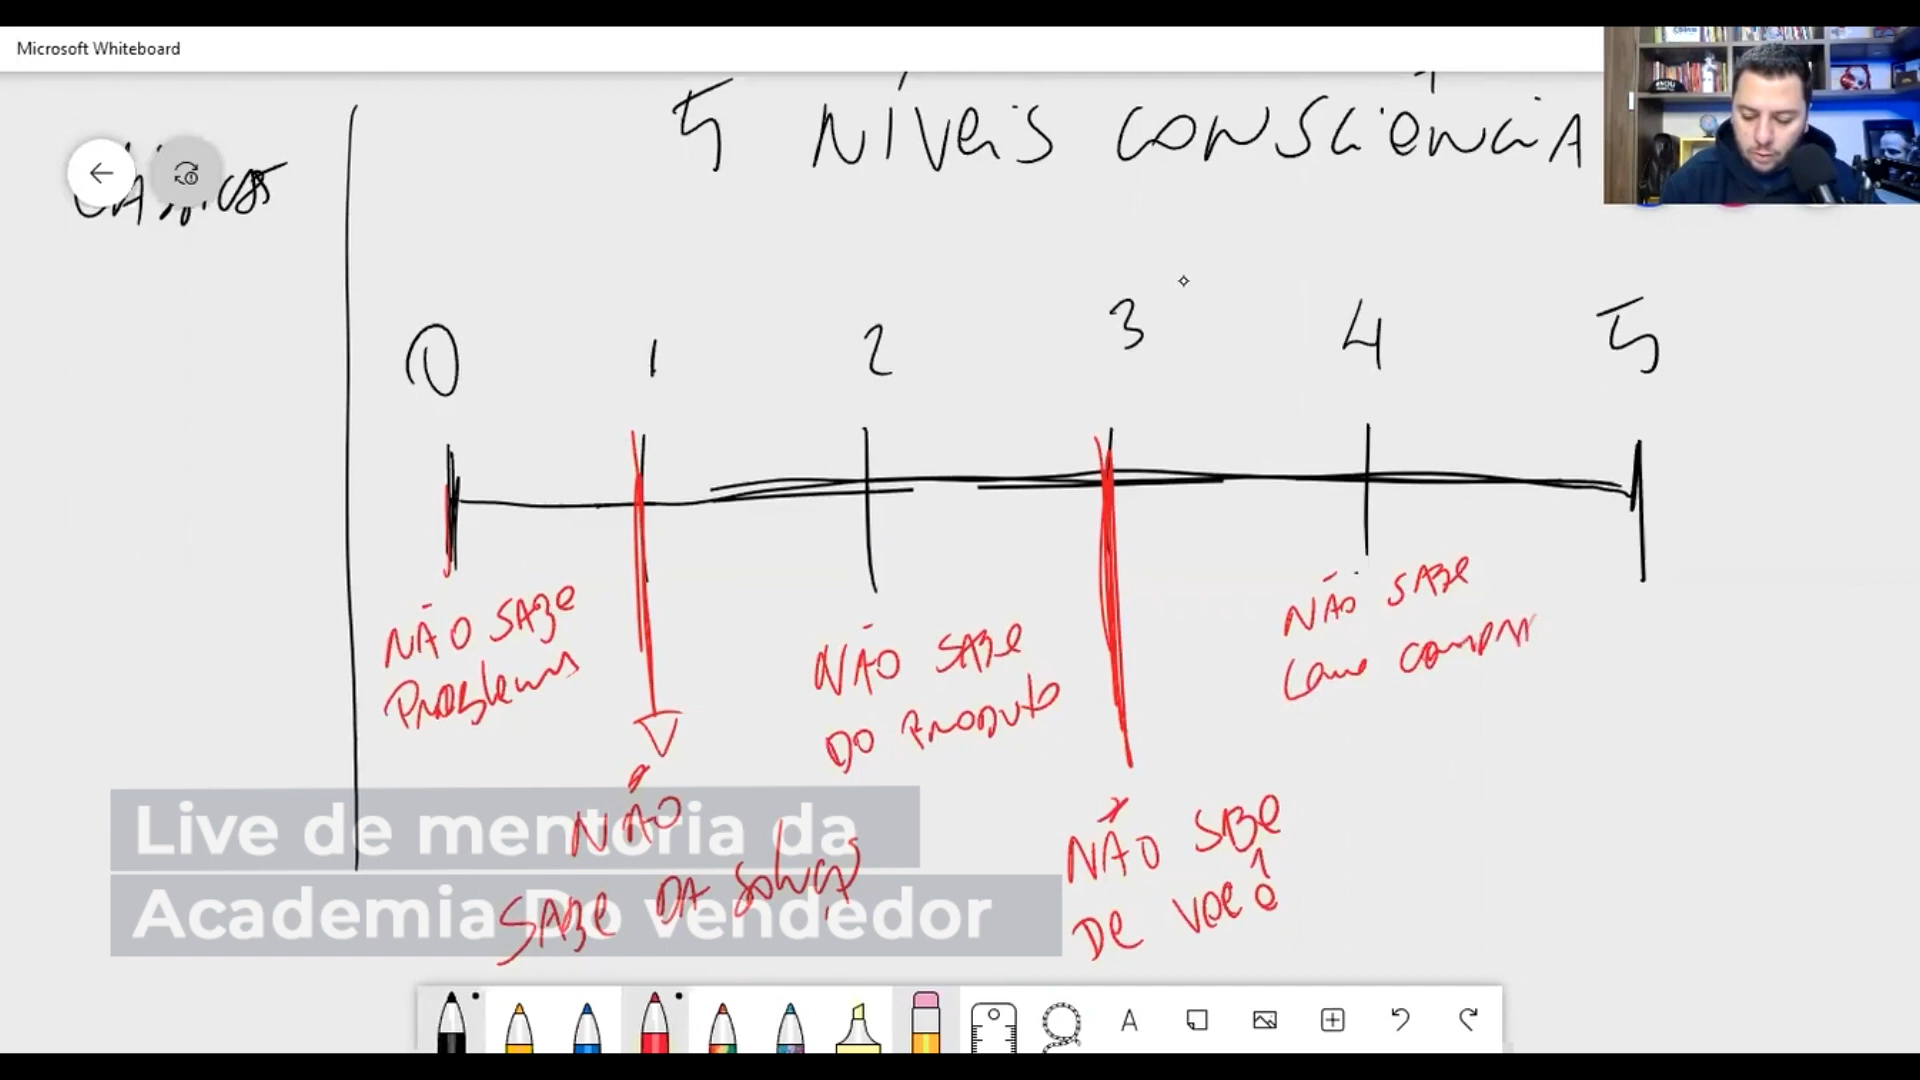 Microsoft Whiteboard
5 Níveis consciência
0 1 2 3 4 5
NÃO SABE
Problema
NÃO SABE
DO PRODUTO
NÃO SABE
como comprar
NÃO
SABE DA solução
NÃO SABE
DE você
Live de mentoria da
Academia Do vendedor